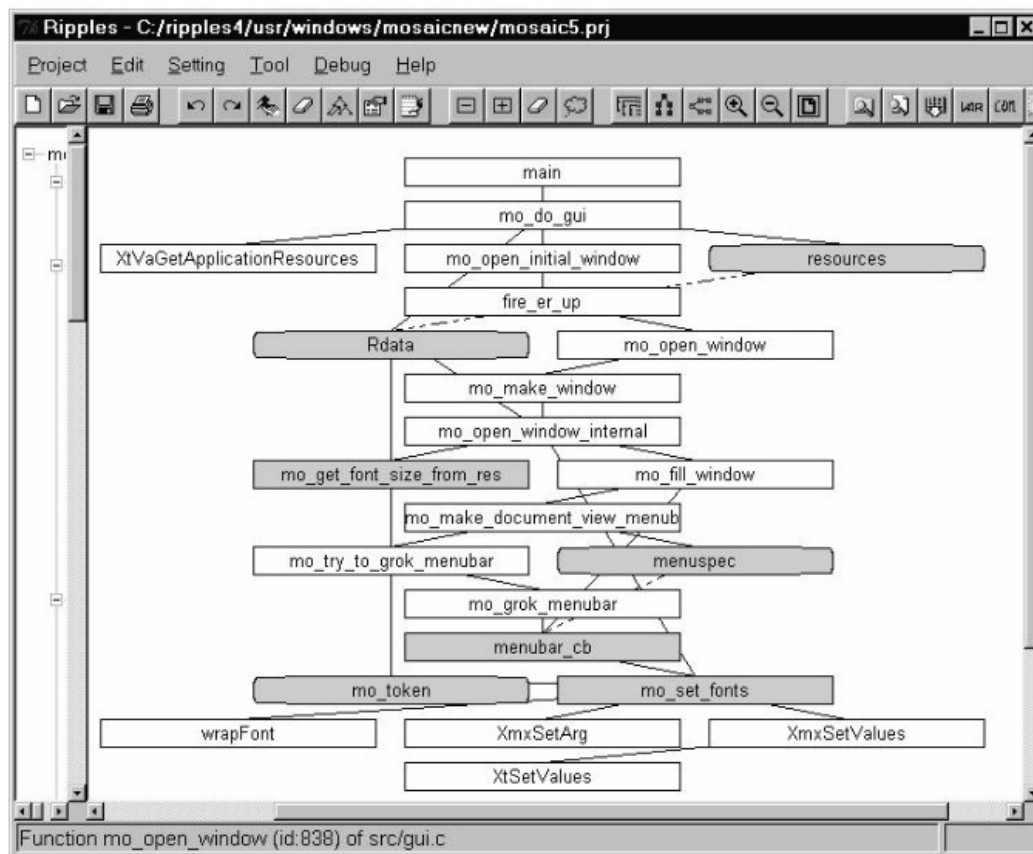 Ripples - C:/ripples4/usr/windows/mosaicnew/mosaic5.prj
Project Edit Setting Tool Debug Help
VAR
main
mo_do_gui
XtVaGetApplicationResources mo_open_initial_window resources
fire_er_up
Rdata mo_open_window
mo_make_window
mo_open_window_internal
mo_get_font_size_from_res mo_fill_window
mo_make_document_view_menub
mo_try_to_grok_menubar menuspec
mo_grok_menubar
menubar_cb
mo_token mo_set_fonts
wrapFont XmxSetArg XmxSetValues
XtSetValues
Function mo_open_window (id:838) of src/gui.c